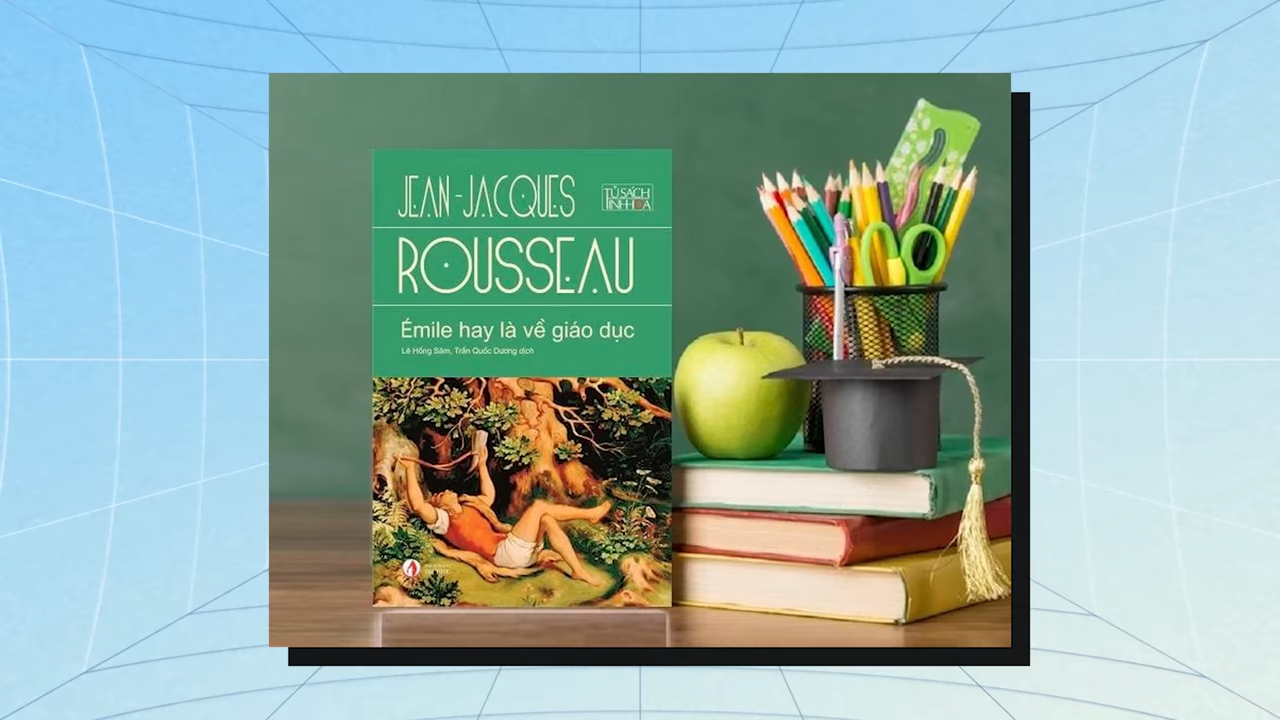 JEAN-JACQUES
TỦ SÁCH
TINH HOA
ROUSSEAU
Émile hay là về giáo dục
Lê Hồng Sâm, Trần Quốc Dương dịch